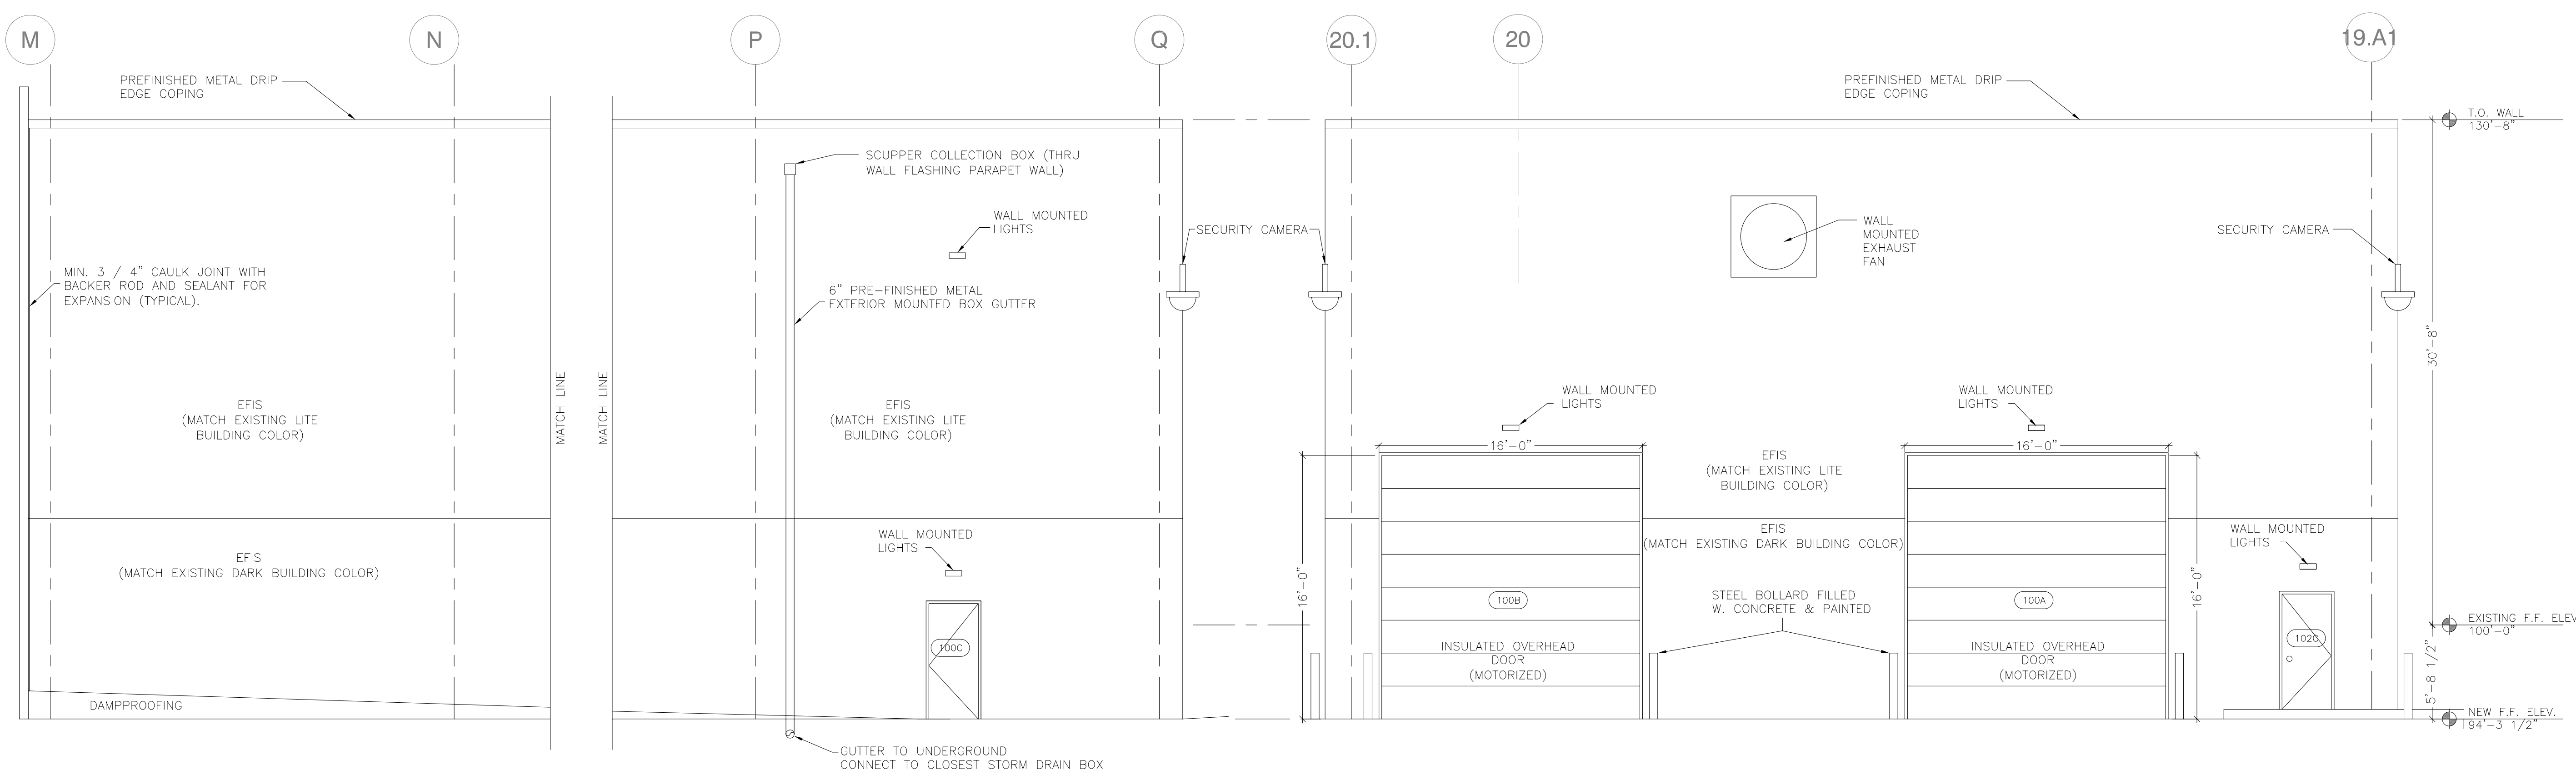 M
N
P
Q
20.1
20
19.A1
PREFINISHED METAL DRIP
EDGE COPING
PREFINISHED METAL DRIP
EDGE COPING
T.O. WALL
130'-8"
SCUPPER COLLECTION BOX (THRU
WALL FLASHING PARAPET WALL)
WALL MOUNTED
LIGHTS
SECURITY CAMERA
WALL
MOUNTED
EXHAUST
FAN
SECURITY CAMERA
MIN. 3 / 4" CAULK JOINT WITH
BACKER ROD AND SEALANT FOR
EXPANSION (TYPICAL).
6" PRE-FINISHED METAL
EXTERIOR MOUNTED BOX GUTTER
30'-8"
MATCH LINE
MATCH LINE
EFIS
(MATCH EXISTING LITE
BUILDING COLOR)
EFIS
(MATCH EXISTING LITE
BUILDING COLOR)
WALL MOUNTED
LIGHTS
WALL MOUNTED
LIGHTS
16'-0"
16'-0"
EFIS
(MATCH EXISTING LITE
BUILDING COLOR)
EFIS
(MATCH EXISTING DARK BUILDING COLOR)
WALL MOUNTED
LIGHTS
EFIS
(MATCH EXISTING DARK BUILDING COLOR)
WALL MOUNTED
LIGHTS
16'-0"
16'-0"
100B
STEEL BOLLARD FILLED
W. CONCRETE & PAINTED
100A
EXISTING F.F. ELEV
100'-0"
100C
102C
INSULATED OVERHEAD
DOOR
(MOTORIZED)
INSULATED OVERHEAD
DOOR
(MOTORIZED)
5'-8 1/2"
DAMPPROOFING
NEW F.F. ELEV.
94'-3 1/2"
GUTTER TO UNDERGROUND
CONNECT TO CLOSEST STORM DRAIN BOX